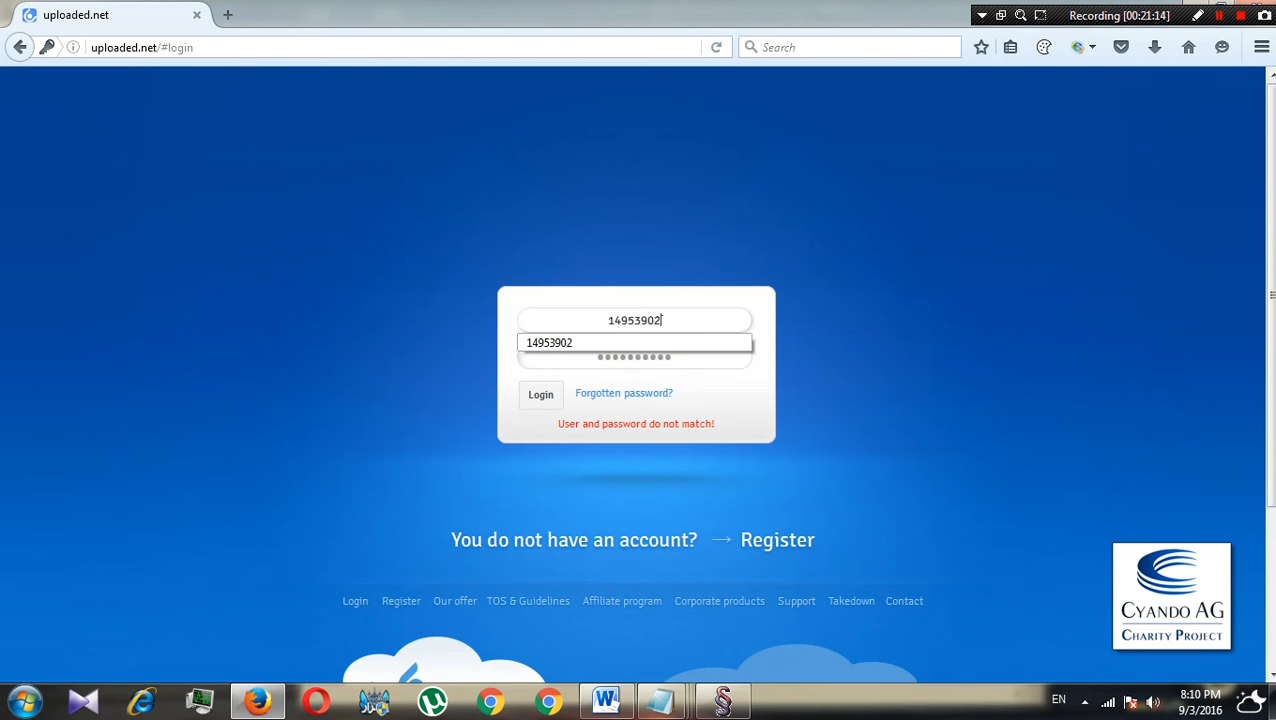 uploaded.net
Recording [00:21:14]
uploaded.net/#login
Search
14953902
14953902
Login
Forgotten password?
User and password do not match!
You do not have an account? → Register
Login Register Our offer TOS & Guidelines Affiliate program Corporate products Support Takedown Contact
CYANDO AG
CHARITY PROJECT
EN
8:10 PM
9/3/2016